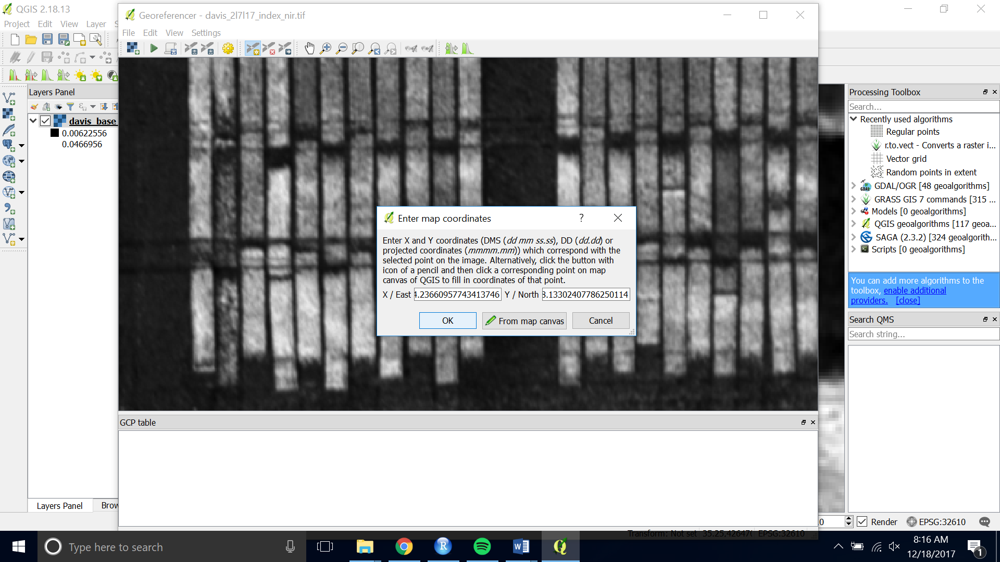 QGIS 2.18.13
Project Edit View Layer S
Georeferencer - davis_2l7l17_index_nir.tif
File Edit View Settings
Layers Panel
davis_base
0.00622556
0.0466956
Layers Panel
Brow
Enter map coordinates
?
Enter X and Y coordinates (DMS (dd mm ss.ss), DD (dd.dd) or
projected coordinates (mmmm.mm)) which correspond with the
selected point on the image. Alternatively, click the button with
icon of a pencil and then click a corresponding point on map
canvas of QGIS to fill in coordinates of that point.
X / East 4.23660957743413746 Y / North 3.13302407786250114
OK From map canvas Cancel
GCP table
Transform: Not set 35.25,42647( EPSG:32610
Processing Toolbox
Search...
Recently used algorithms
Regular points
r.to.vect - Converts a raster i...
Vector grid
Random points in extent
GDAL/OGR [48 geoalgorithms]
GRASS GIS 7 commands [315 ...
Models [0 geoalgorithms]
QGIS geoalgorithms [117 geoa...
SAGA (2.3.2) [324 geoalgorith...
Scripts [0 geoalgorithms]
You can add more algorithms to the
toolbox, enable additional
providers. [close]
Search QMS
Search string...
0 Render EPSG:32610
Type here to search
8:16 AM
12/18/2017
1